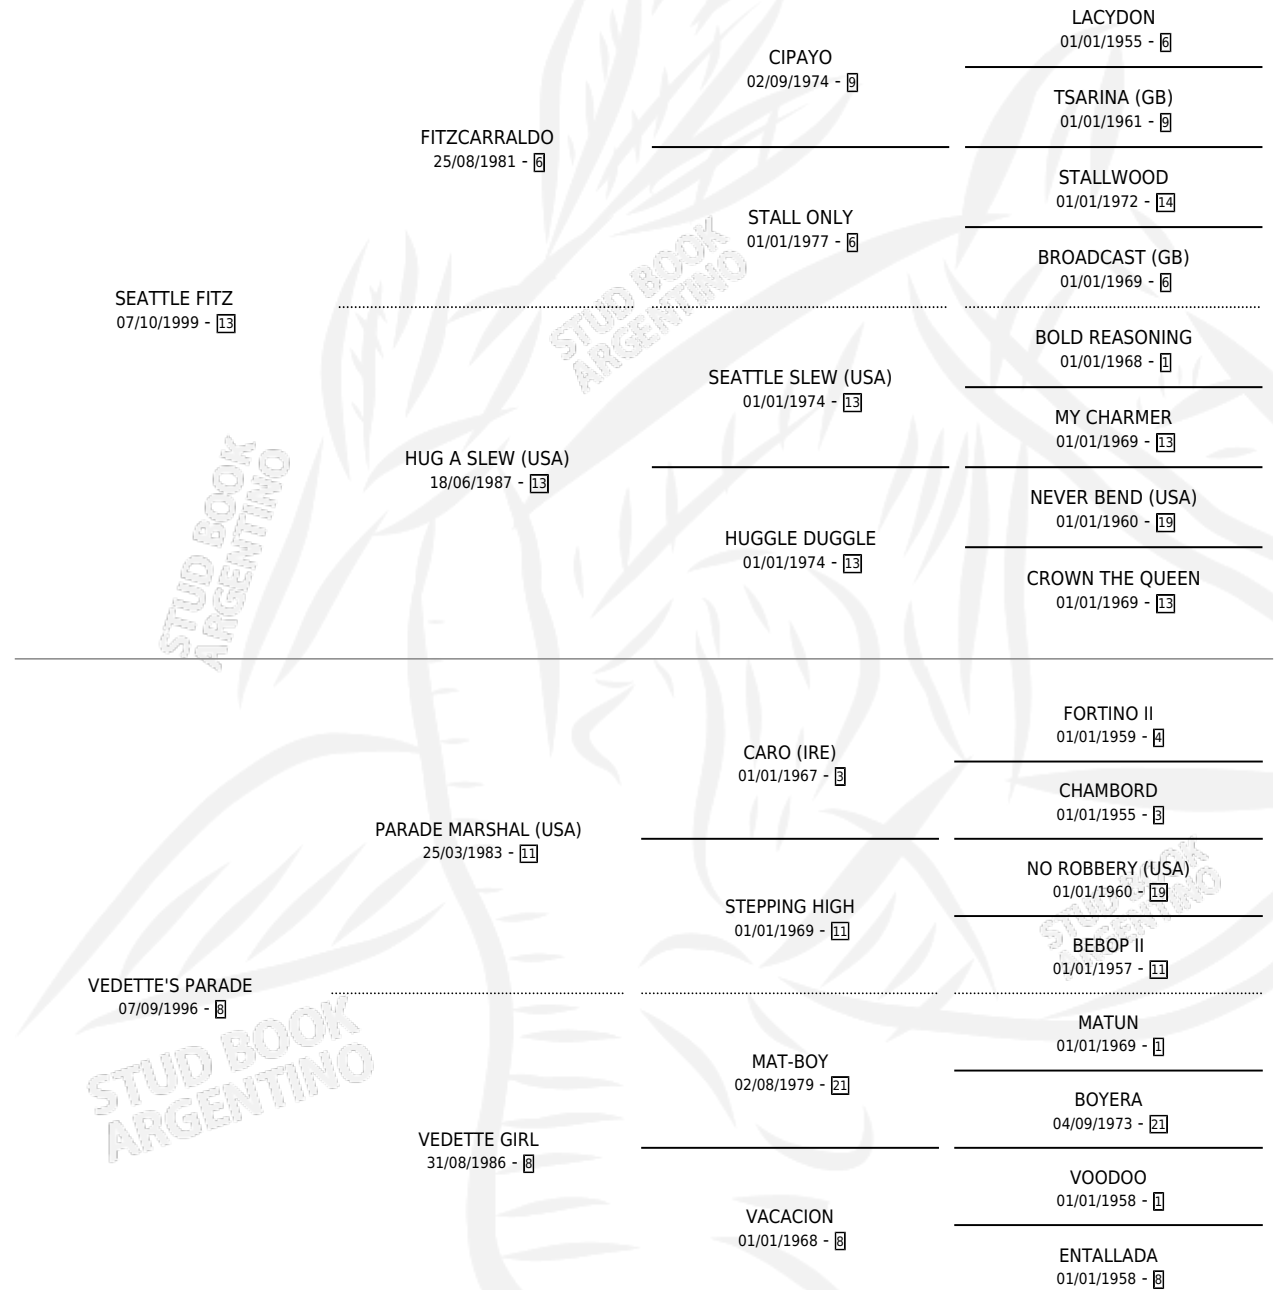 LACYDON
01/01/1955 - 6
CIPAYO
02/09/1974 - 9
TSARINA (GB)
01/01/1961 - 9
FITZCARRALDO
25/08/1981 - 6
STALLWOOD
01/01/1972 - 14
STALL ONLY
01/01/1977 - 6
BROADCAST (GB)
01/01/1969 - 6
SEATTLE FITZ
07/10/1999 - 13
BOLD REASONING
01/01/1968 - 1
SEATTLE SLEW (USA)
01/01/1974 - 13
MY CHARMER
01/01/1969 - 13
HUG A SLEW (USA)
18/06/1987 - 13
NEVER BEND (USA)
01/01/1960 - 19
HUGGLE DUGGLE
01/01/1974 - 13
CROWN THE QUEEN
01/01/1969 - 13
FORTINO II
01/01/1959 - 4
CARO (IRE)
01/01/1967 - 3
CHAMBORD
01/01/1955 - 3
PARADE MARSHAL (USA)
25/03/1983 - 11
NO ROBBERY (USA)
01/01/1960 - 19
STEPPING HIGH
01/01/1969 - 11
BEBOP II
01/01/1957 - 11
VEDETTE'S PARADE
07/09/1996 - 8
MATUN
01/01/1969 - 1
MAT-BOY
02/08/1979 - 21
BOYERA
04/09/1973 - 21
VEDETTE GIRL
31/08/1986 - 8
VOODOO
01/01/1958 - 1
VACACION
01/01/1968 - 8
ENTALLADA
01/01/1958 - 8
STUD BOOK
ARGENTINO
STUD BOOK
ARGENTINO
STUD BOOK
ARGENTINO
STUD BOOK
ARGENTINO